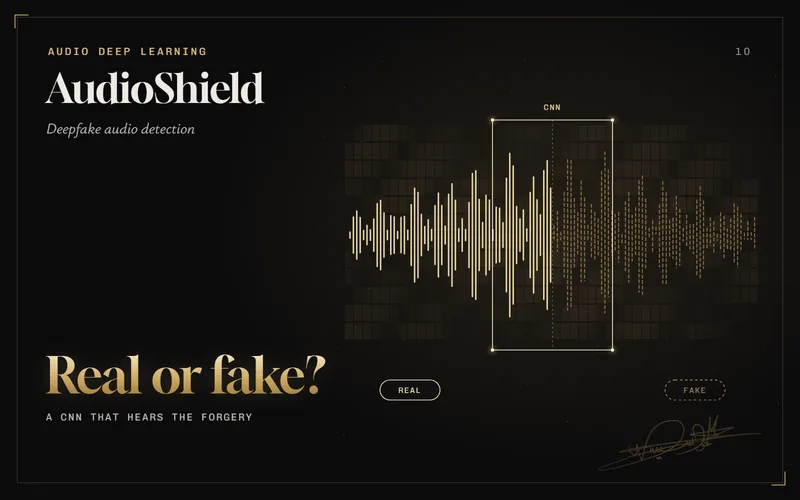 AUDIO DEEP LEARNING
10
AudioShield
Deepfake audio detection
CNN
REAL
FAKE
Real or fake?
A CNN THAT HEARS THE FORGERY